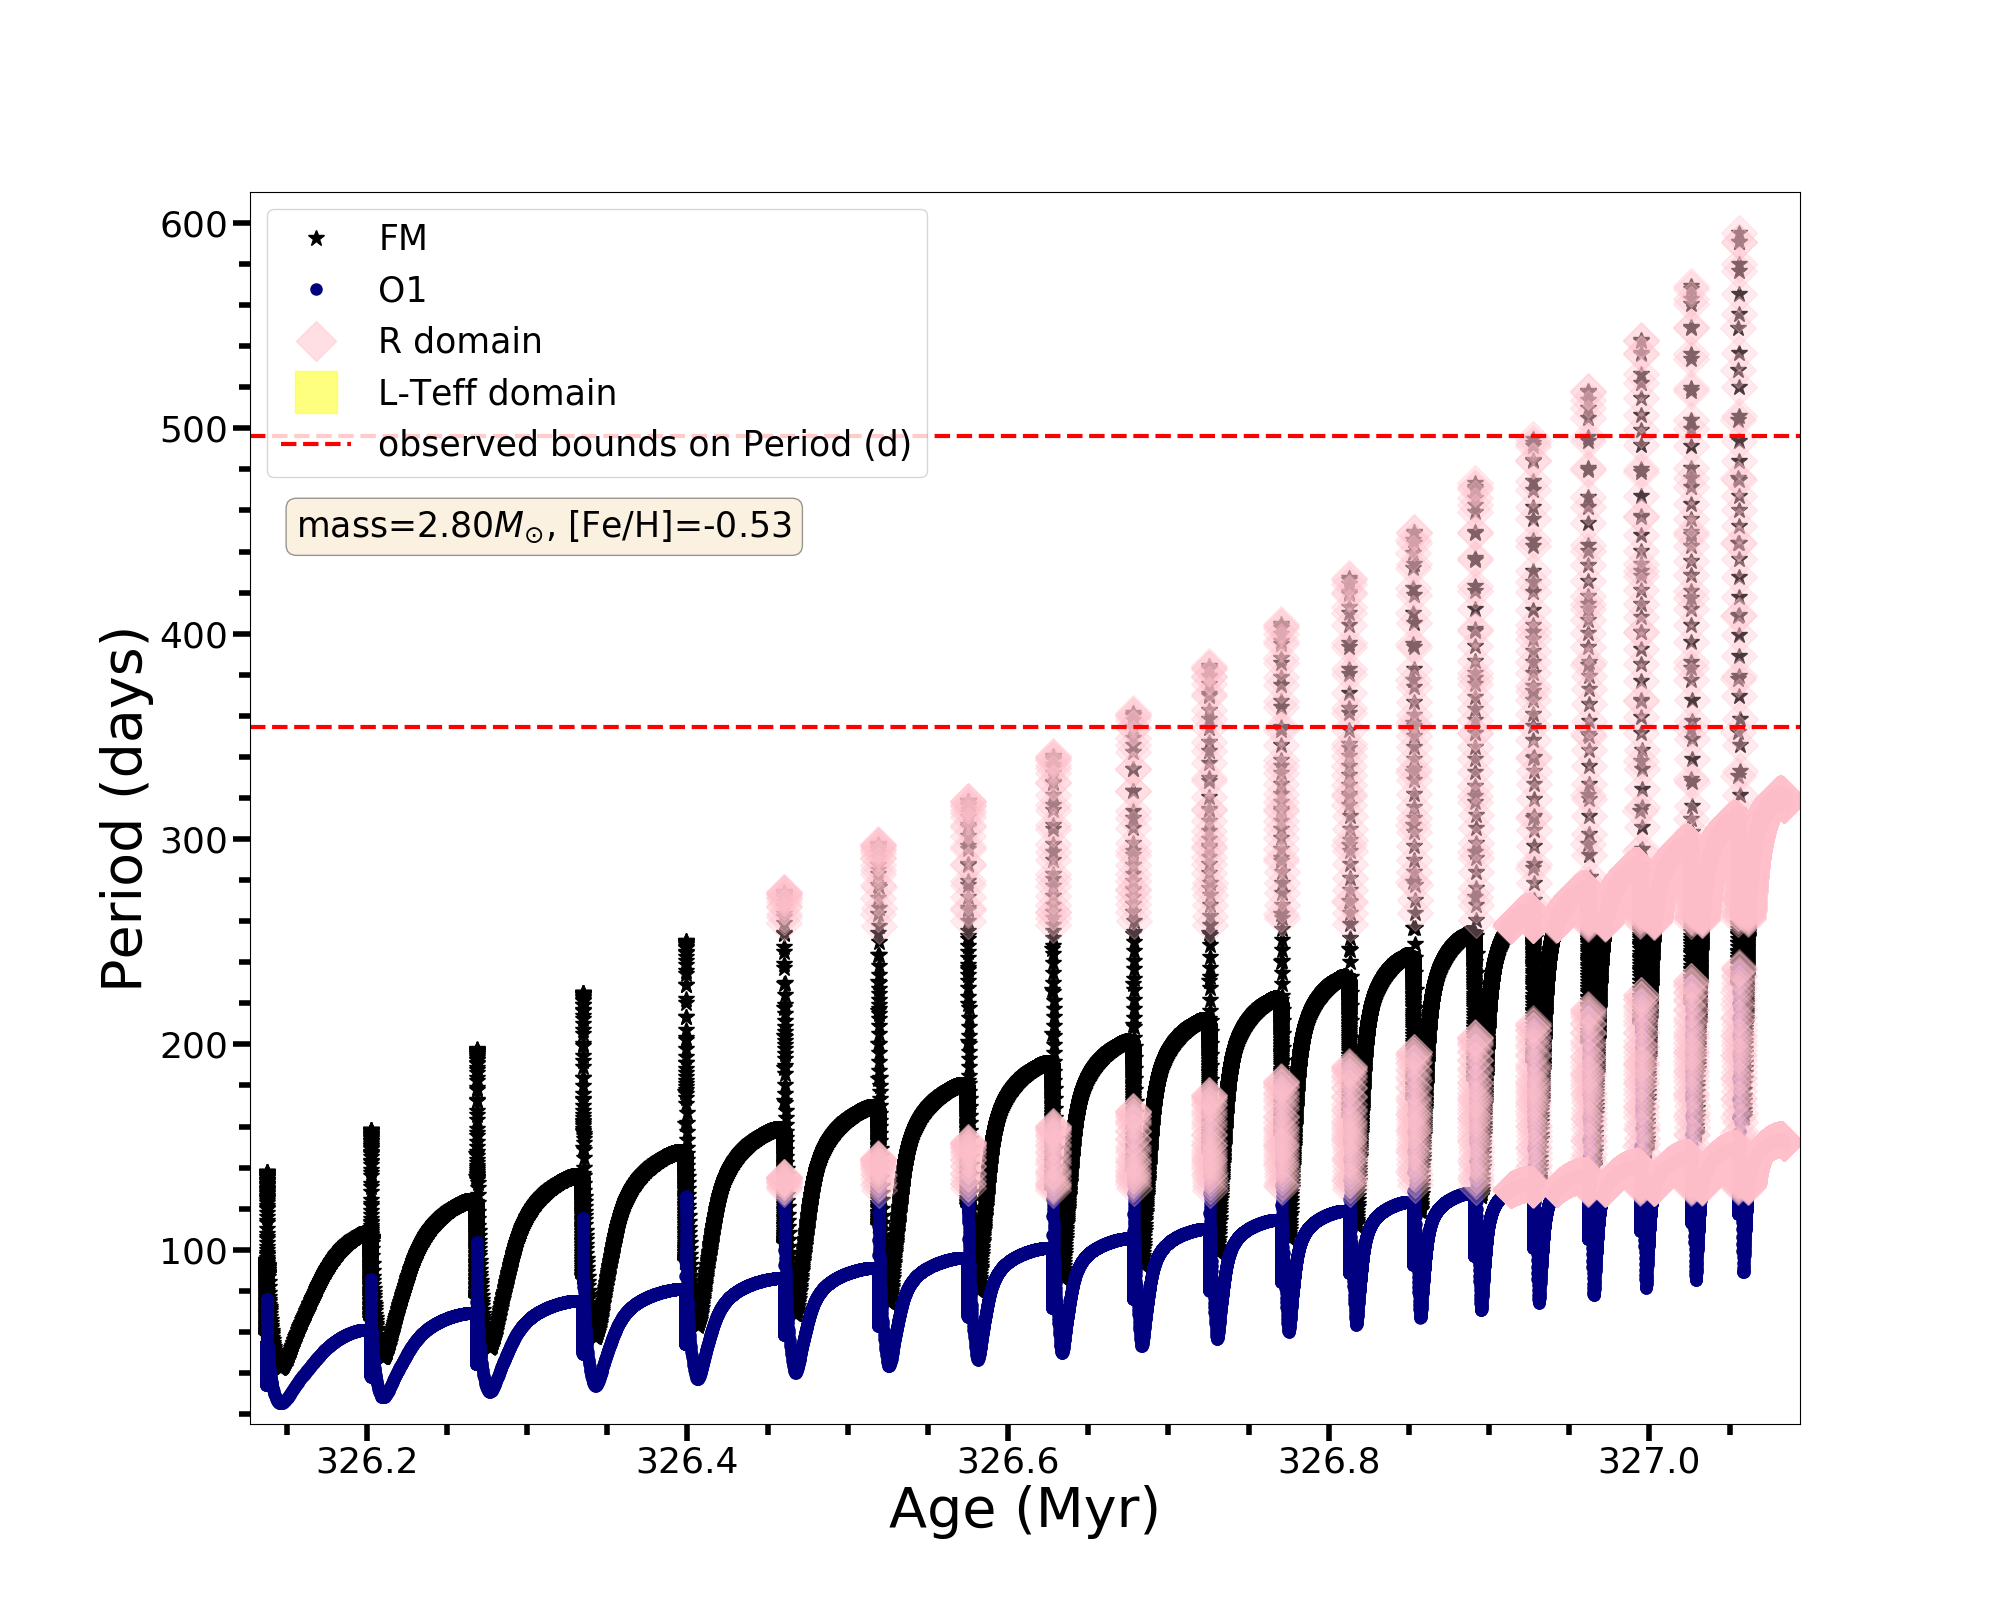 FM
O1
R domain
L-Teff domain
observed bounds on Period (d)
mass=2.80M⊙, [Fe/H]=-0.53
Period (days)
600
500
400
300
200
100
326.2 326.4 326.6 326.8 327.0
Age (Myr)